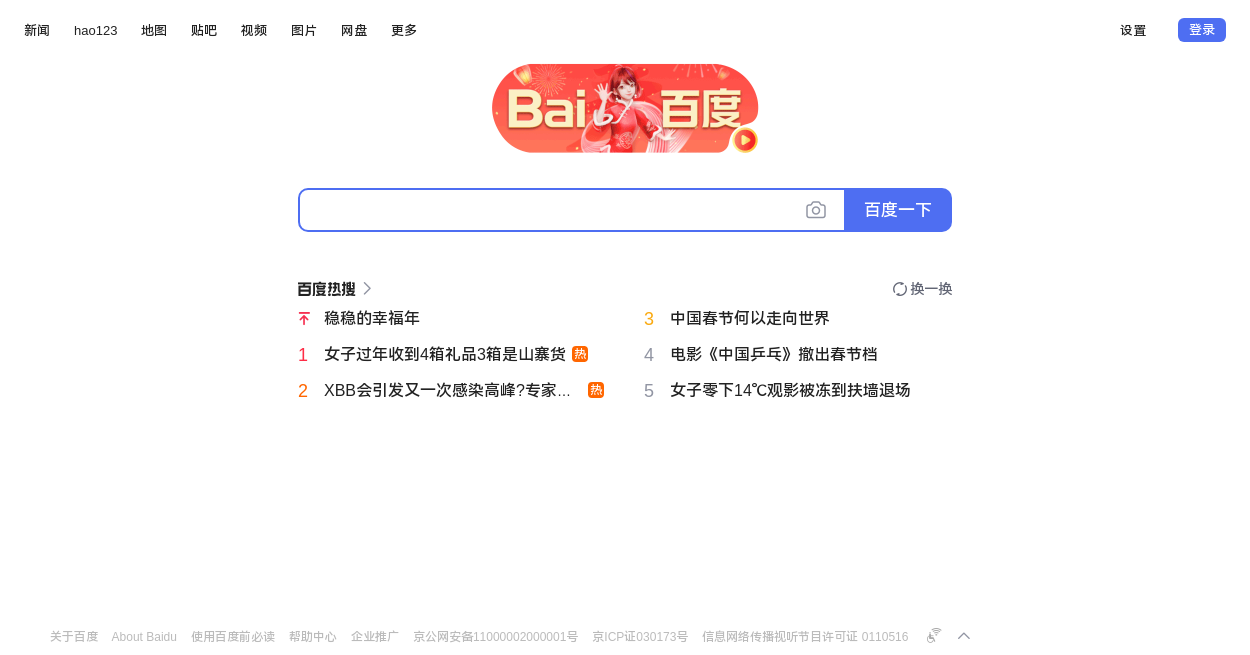 新闻 hao123 地图 贴吧 视频 图片 网盘 更多 设置 登录
Bai 百度
百度一下
百度热搜 换一换
稳稳的幸福年
1 女子过年收到4箱礼品3箱是山寨货 热
2 XBB会引发又一次感染高峰?专家... 热
3 中国春节何以走向世界
4 电影《中国乒乓》撤出春节档
5 女子零下14℃观影被冻到扶墙退场
关于百度 About Baidu 使用百度前必读 帮助中心 企业推广 京公网安备11000002000001号 京ICP证030173号 信息网络传播视听节目许可证 0110516